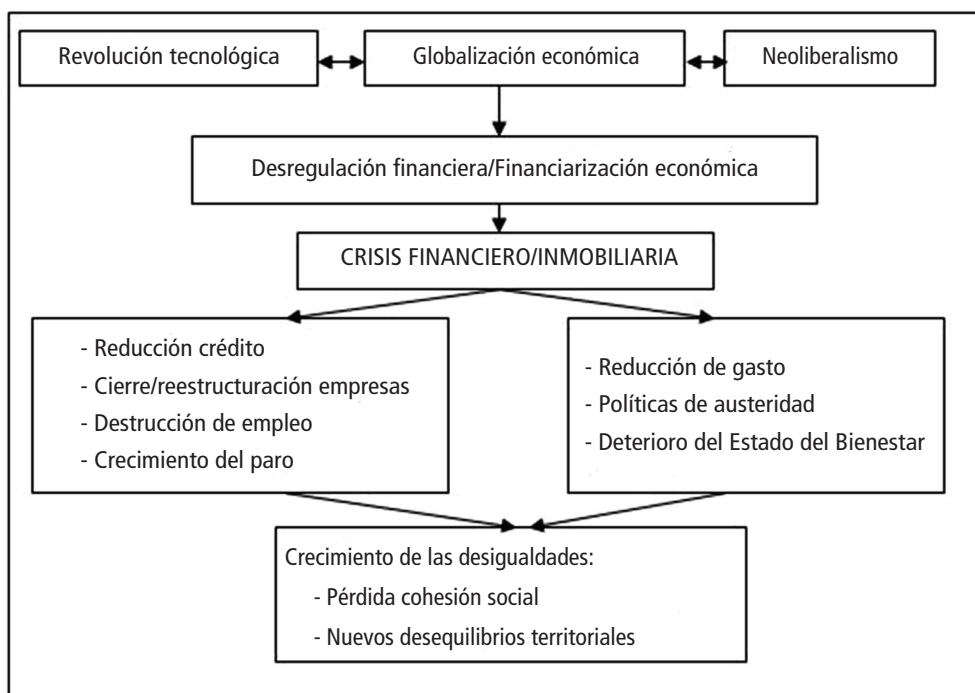 Revolución tecnológica
Globalización económica
Neoliberalismo
Desregulación financiera/Financiarización económica
CRISIS FINANCIERO/INMOBILIARIA
- Reducción crédito
- Cierre/reestructuración empresas
- Destrucción de empleo
- Crecimiento del paro
- Reducción de gasto
- Políticas de austeridad
- Deterioro del Estado del Bienestar
Crecimiento de las desigualdades:
- Pérdida cohesión social
- Nuevos desequilibrios territoriales